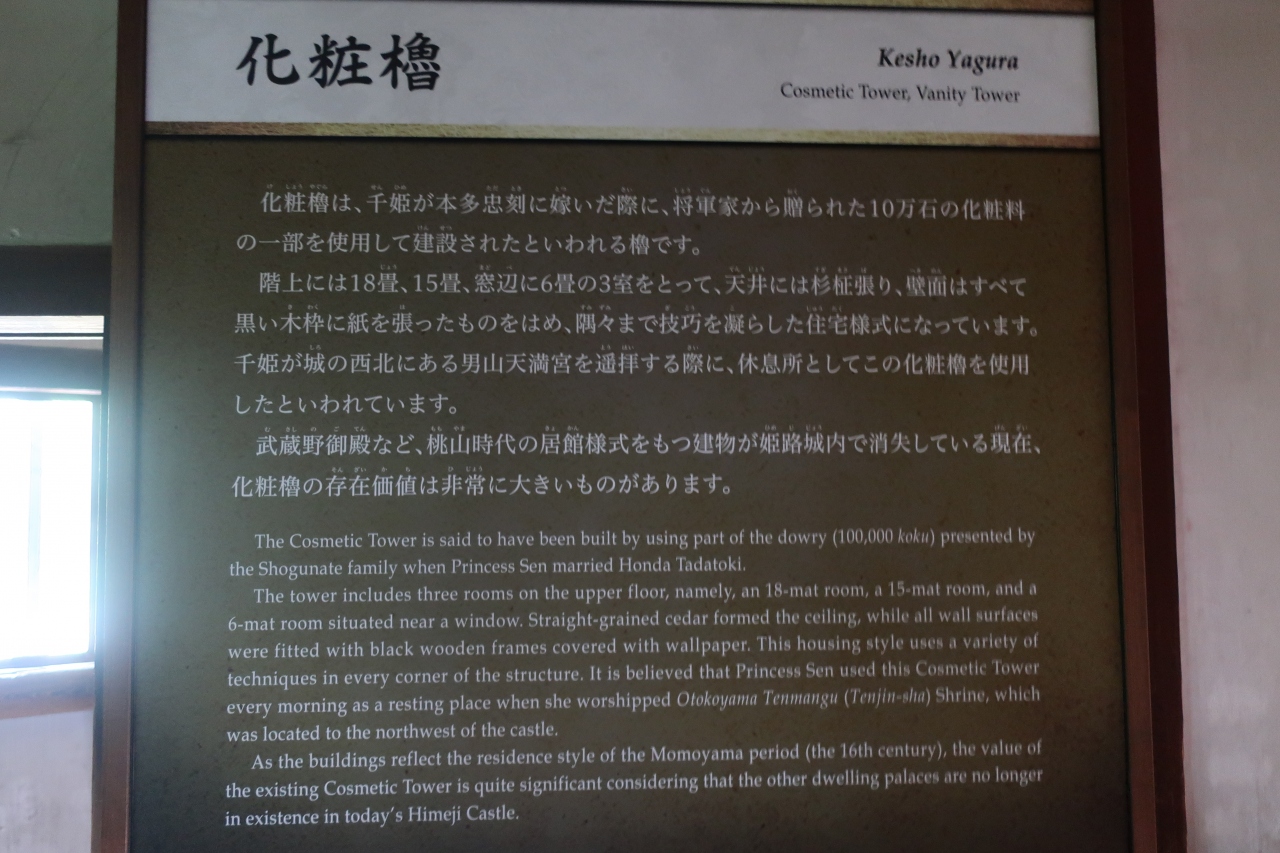 化粧櫓
Kesho Yagura
Cosmetic Tower, Vanity Tower
化粧櫓は、千姫が本多忠刻に嫁いだ際に、将軍家から贈られた10万石の化粧料
の一部を使用して建設されたといわれる櫓です。
階上には18畳、15畳、窓辺に6畳の3室をとって、天井には杉柾張り、壁面はすべて
黒い木枠に紙を張ったものをはめ、隅々まで技巧を凝らした住宅様式になっています。
千姫が城の西北にある男山天満宮を遥拝する際に、休息所としてこの化粧櫓を使用
したといわれています。
武蔵野御殿など、桃山時代の居館様式をもつ建物が姫路城内で消失している現在、
化粧櫓の存在価値は非常に大きいものがあります。
The Cosmetic Tower is said to have been built by using part of the dowry (100,000 koku) presented by
the Shogunate family when Princess Sen married Honda Tadatoki.
The tower includes three rooms on the upper floor, namely, an 18-mat room, a 15-mat room, and a
6-mat room situated near a window. Straight-grained cedar formed the ceiling, while all wall surfaces
were fitted with black wooden frames covered with wallpaper. This housing style uses a variety of
techniques in every corner of the structure. It is believed that Princess Sen used this Cosmetic Tower
every morning as a resting place when she worshipped Otokoyama Tenmangu (Tenjin-sha) Shrine, which
was located to the northwest of the castle.
As the buildings reflect the residence style of the Momoyama period (the 16th century), the value of
the existing Cosmetic Tower is quite significant considering that the other dwelling palaces are no longer
in existence in today's Himeji Castle.